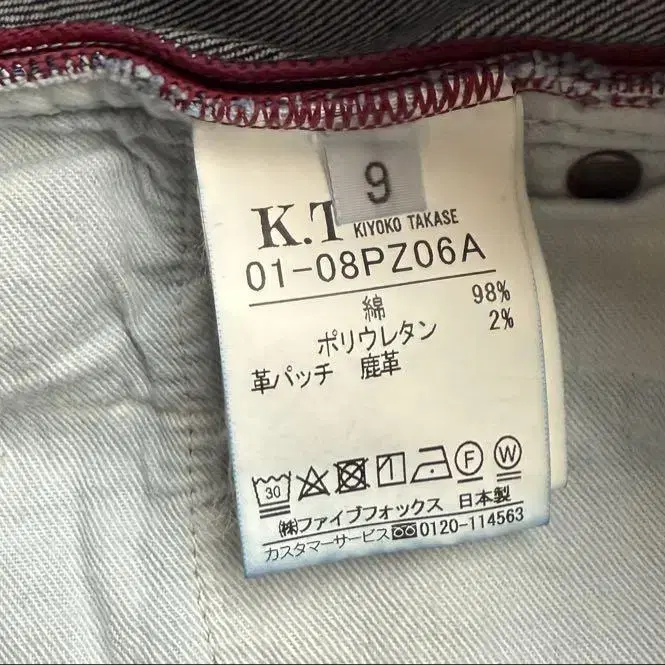 9
K.T KIYOKO TAKASE
01-08PZ06A
綿 98%
ポリウレタン 2%
革パッチ 鹿革
30 F W
㈱ファイブフォックス 日本製
カスタマーサービス 0120-114563